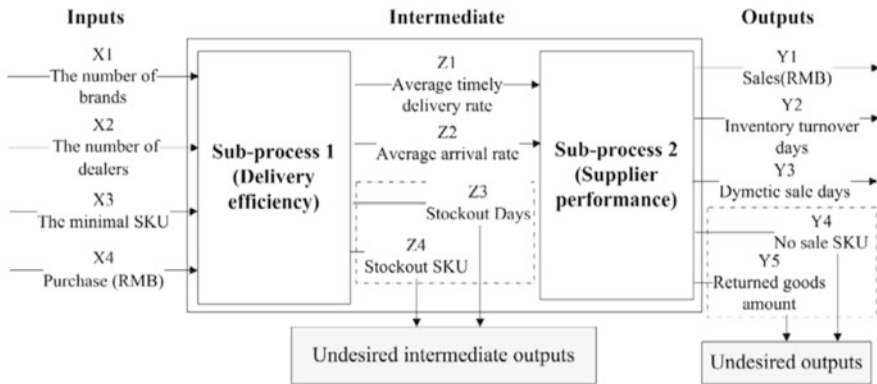 Inputs
Intermediate
Outputs
X1
The number of
brands
X2
The number of
dealers
X3
The minimal SKU
X4
Purchase (RMB)
Sub-process 1
(Delivery
efficiency)
Z1
Average timely
delivery rate
Z2
Average arrival rate
Z3
Stockout Days
Z4
Stockout SKU
Sub-process 2
(Supplier
performance)
Y1
Sales(RMB)
Y2
Inventory turnover
days
Y3
Dymetic sale days
Y4
No sale SKU
Y5
Returned goods
amount
Undesired intermediate outputs
Undesired outputs